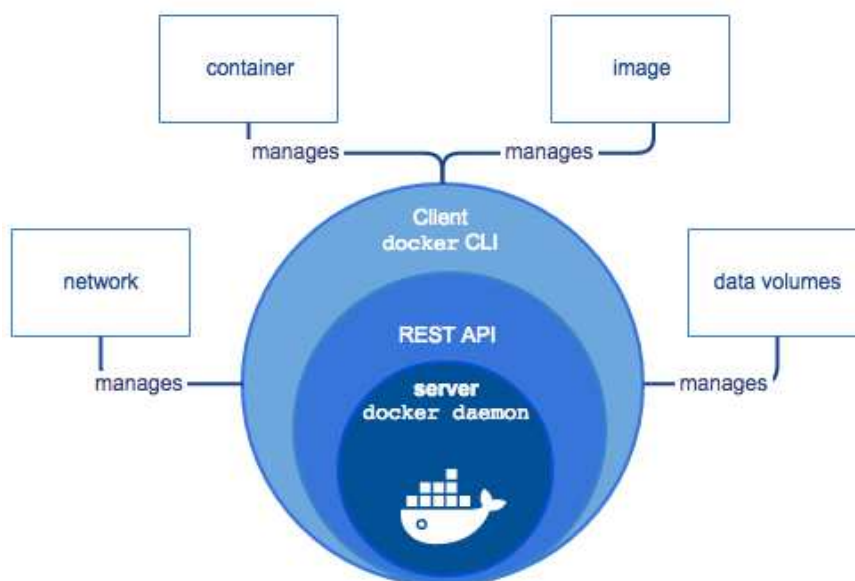 container
image
manages
manages
Client
docker CLI
network
data volumes
REST API
manages
manages
server
docker daemon